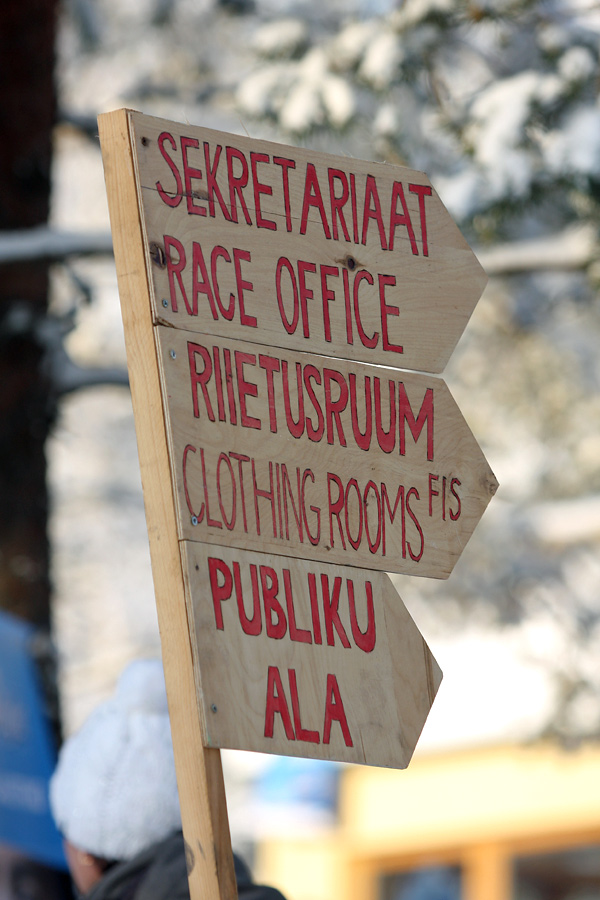 SEKRETARIAAT
RACE OFFICE
RIIETUSRUUM
CLOTHING ROOMS FIS
PUBLIKU
ALA